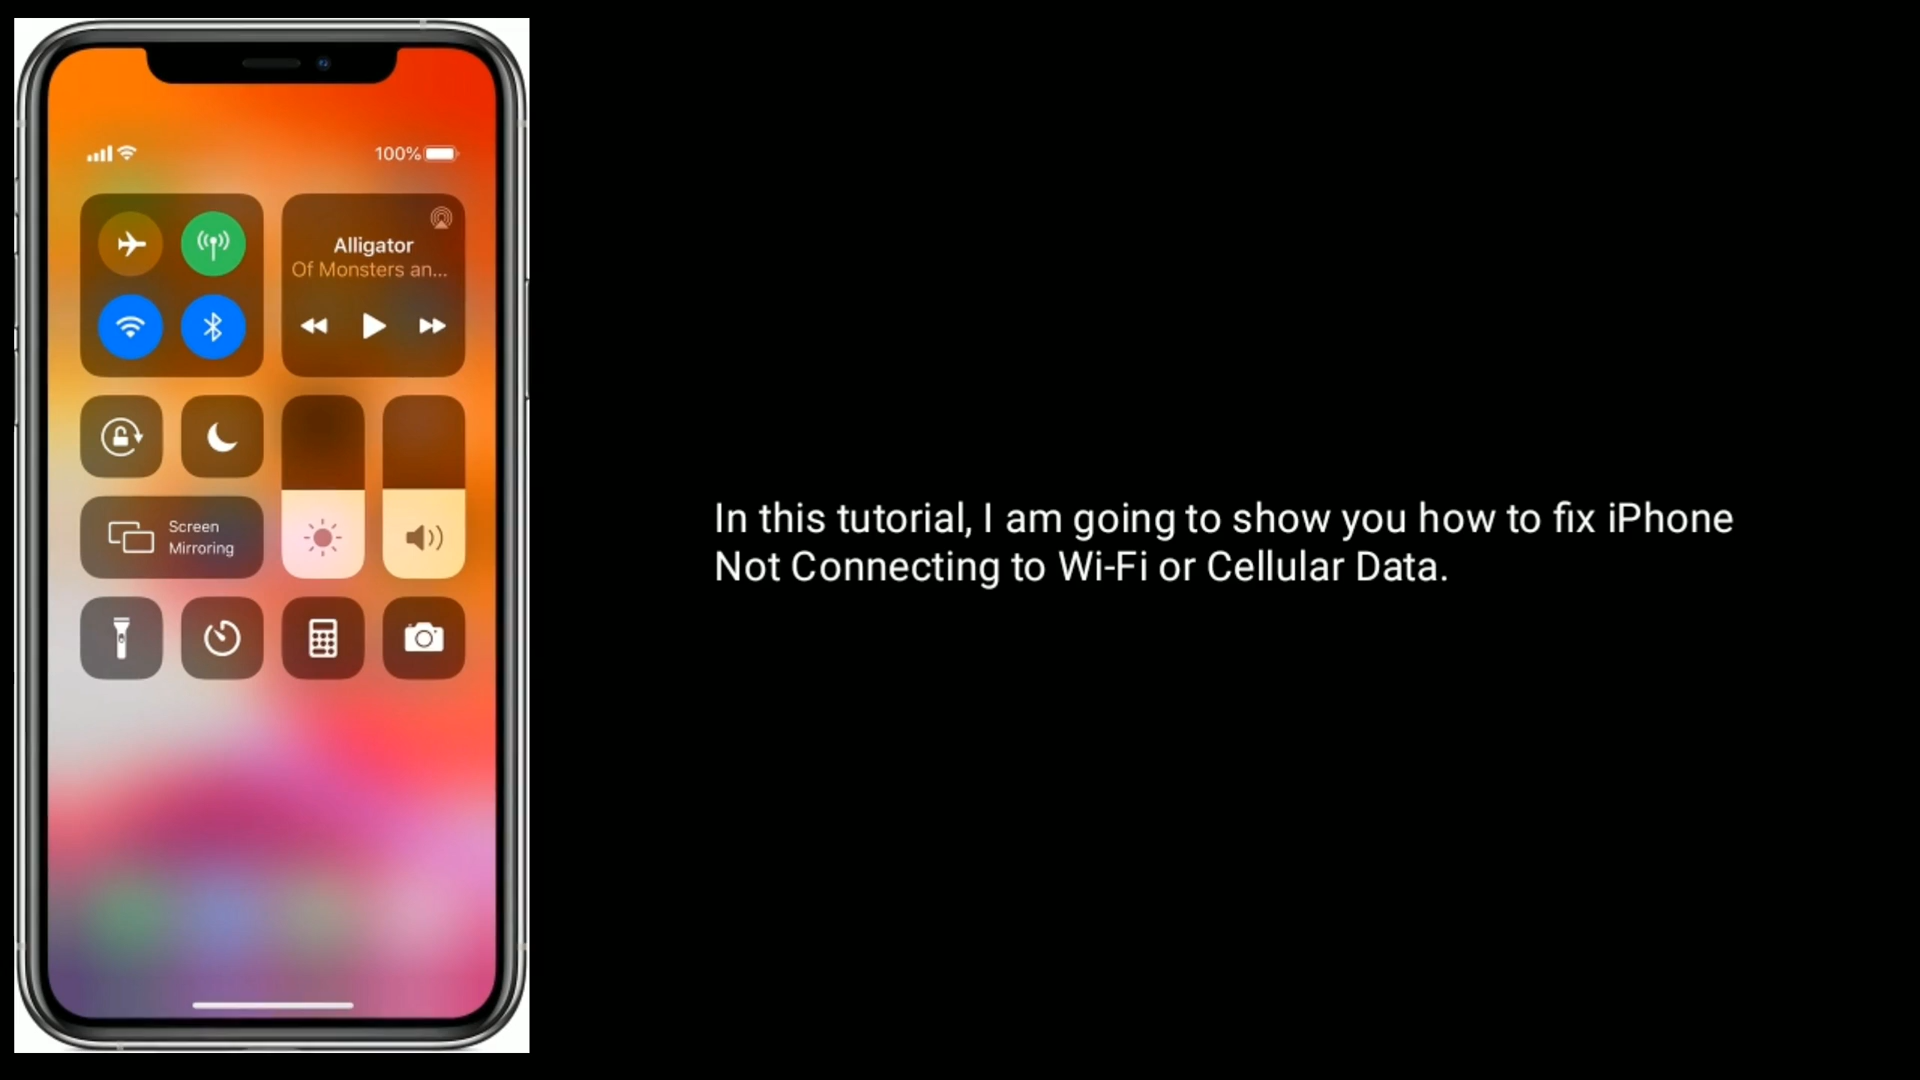 100%
Alligator
Of Monsters an...
Screen
Mirroring
In this tutorial, I am going to show you how to fix iPhone
Not Connecting to Wi-Fi or Cellular Data.